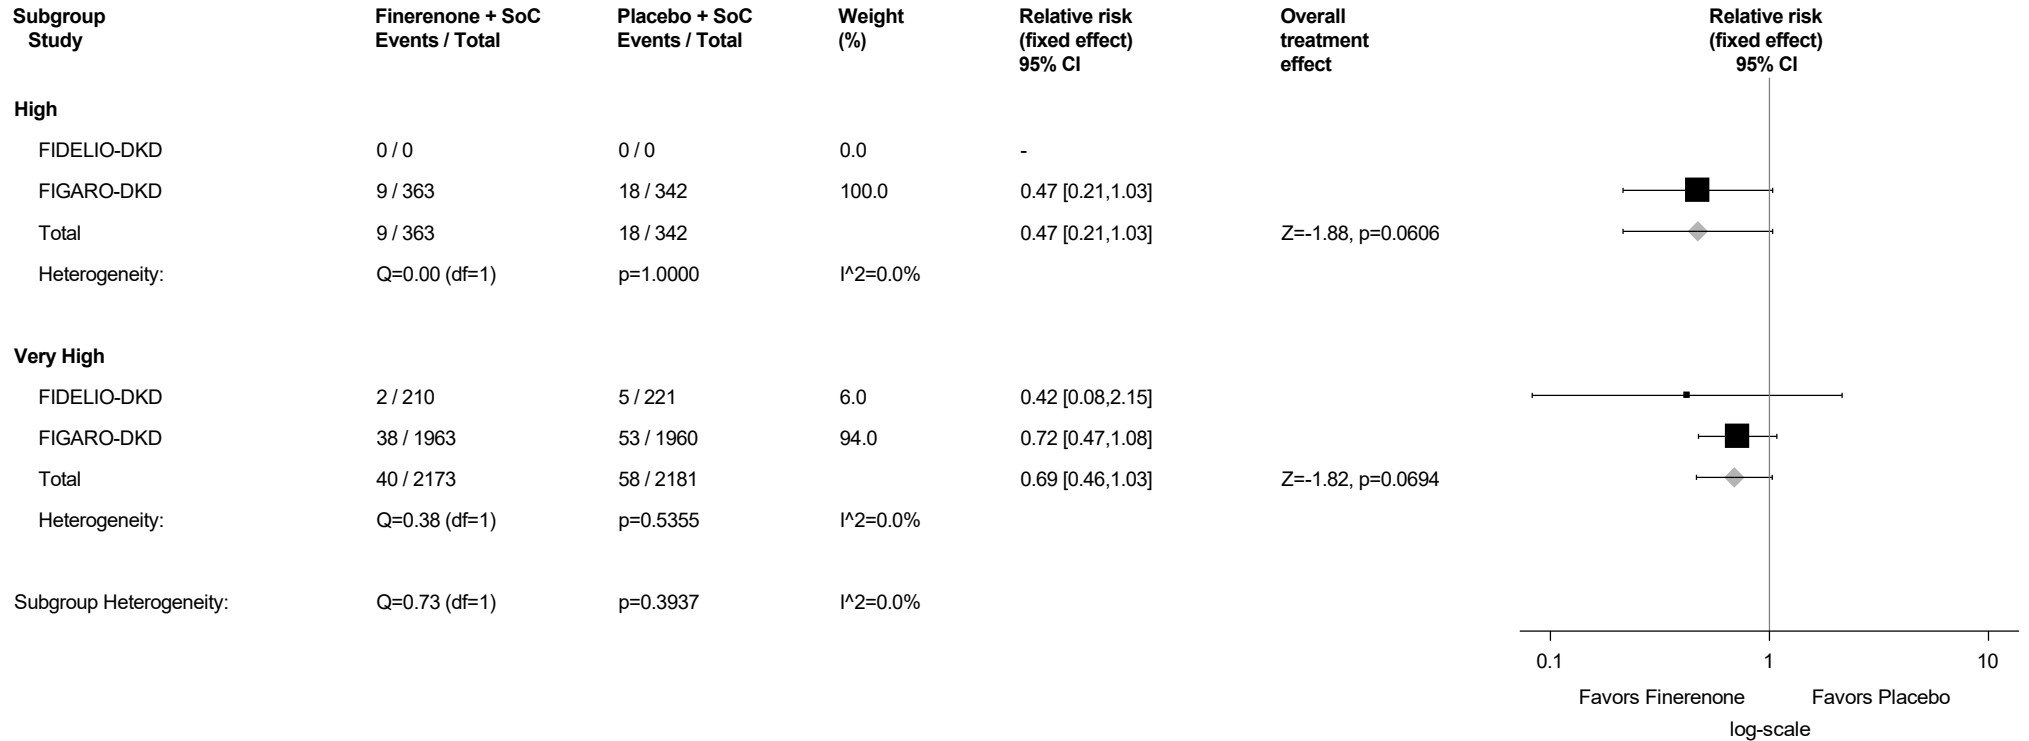 Subgroup Finerenone + SoC Placebo + SoC Weight Relative risk Overall Relative risk
Study Events / Total Events / Total (%) (fixed effect) treatment (fixed effect)
95% CI effect 95% CI
High
FIDELIO-DKD 0 / 0 0 / 0 0.0 -
FIGARO-DKD 9 / 363 18 / 342 100.0 0.47 [0.21,1.03]
Total 9 / 363 18 / 342 0.47 [0.21,1.03] Z=-1.88, p=0.0606
Heterogeneity: Q=0.00 (df=1) p=1.0000 I^2=0.0%
Very High
FIDELIO-DKD 2 / 210 5 / 221 6.0 0.42 [0.08,2.15]
FIGARO-DKD 38 / 1963 53 / 1960 94.0 0.72 [0.47,1.08]
Total 40 / 2173 58 / 2181 0.69 [0.46,1.03] Z=-1.82, p=0.0694
Heterogeneity: Q=0.38 (df=1) p=0.5355 I^2=0.0%
Subgroup Heterogeneity: Q=0.73 (df=1) p=0.3937 I^2=0.0%
0.1 1 10
Favors Finerenone Favors Placebo
log-scale